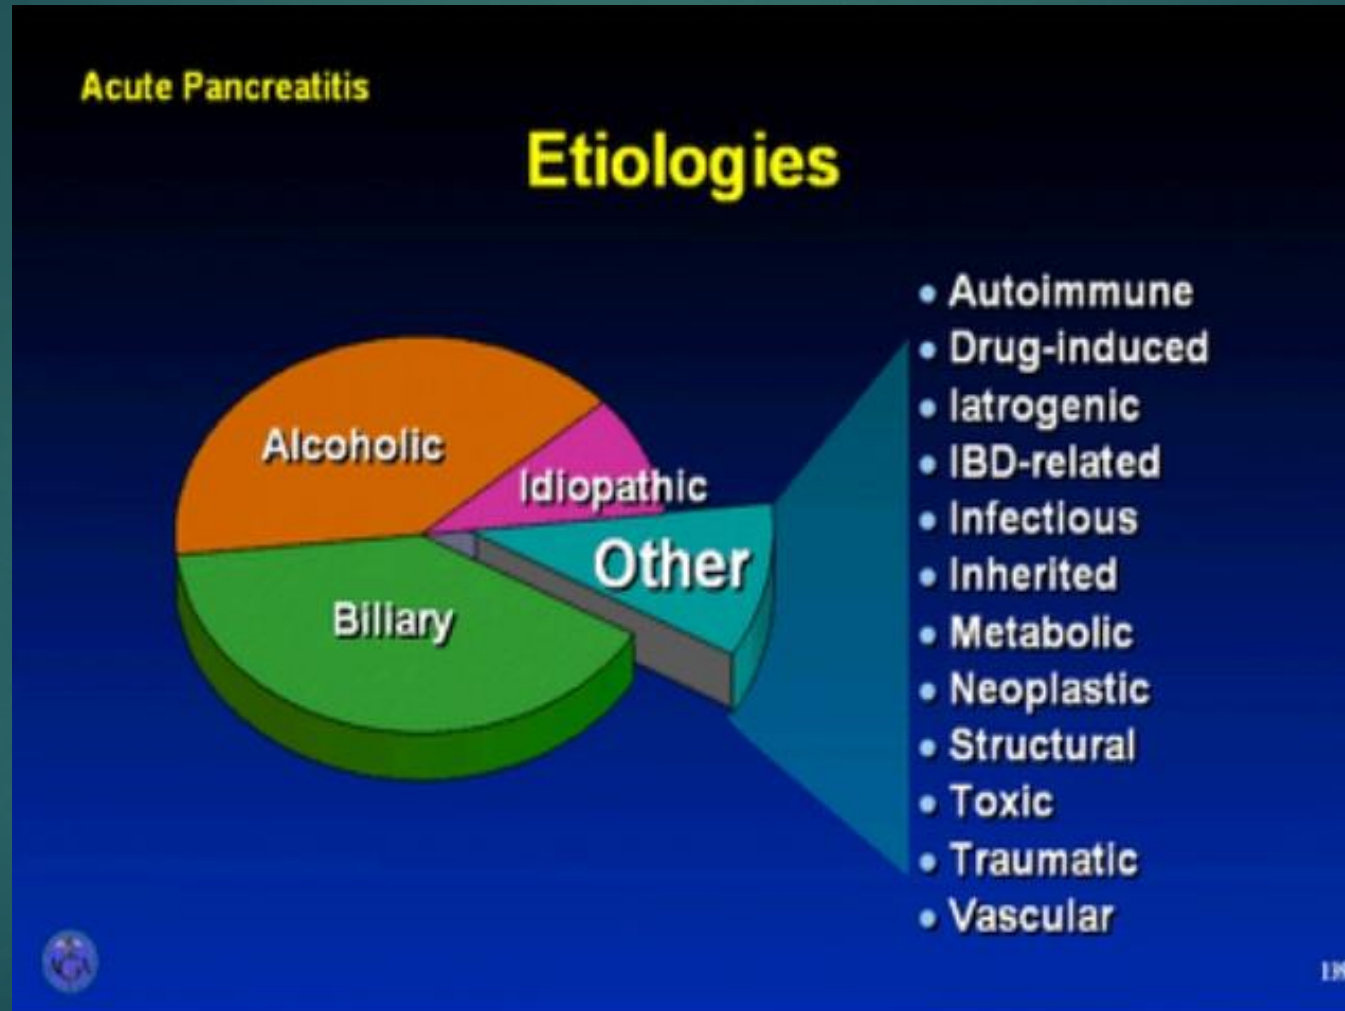 Acute Pancreatitis
Etiologies
Alcoholic
Idiopathic
Other
Biliary
• Autoimmune
• Drug-induced
• Iatrogenic
• IBD-related
• Infectious
• Inherited
• Metabolic
• Neoplastic
• Structural
• Toxic
• Traumatic
• Vascular